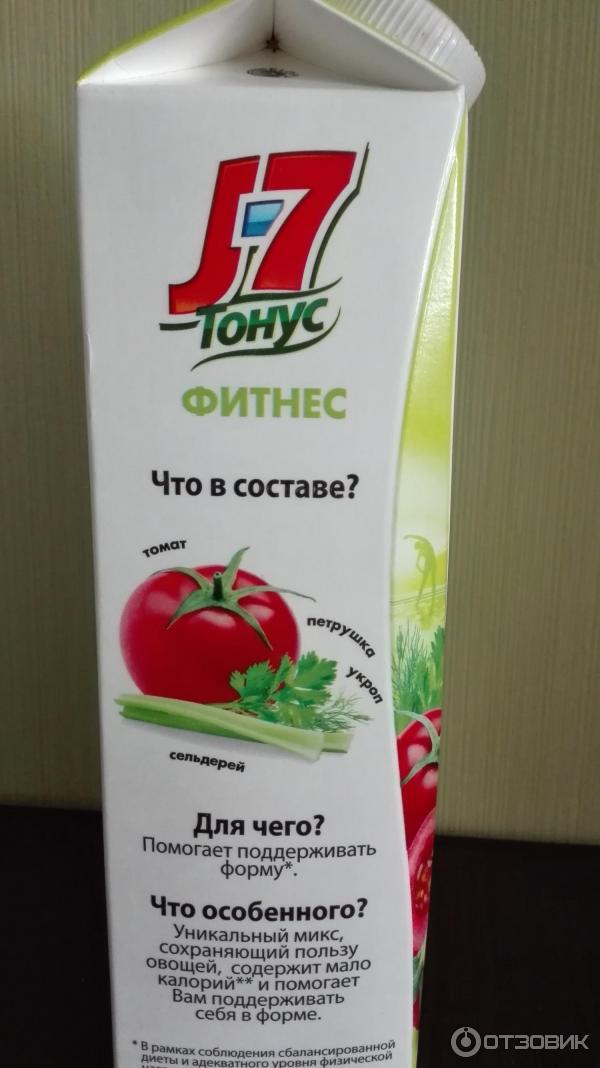 J7
Тонус
ФИТНЕС
Что в составе?
томат
петрушка
укроп
сельдерей
Для чего?
Помогает поддерживать
форму*.
Что особенного?
Уникальный микс,
сохраняющий пользу
овощей, содержит мало
калорий** и помогает
Вам поддерживать
себя в форме.
* В рамках соблюдения сбалансированной
диеты и адекватного уровня физической
ОТЗОВИК